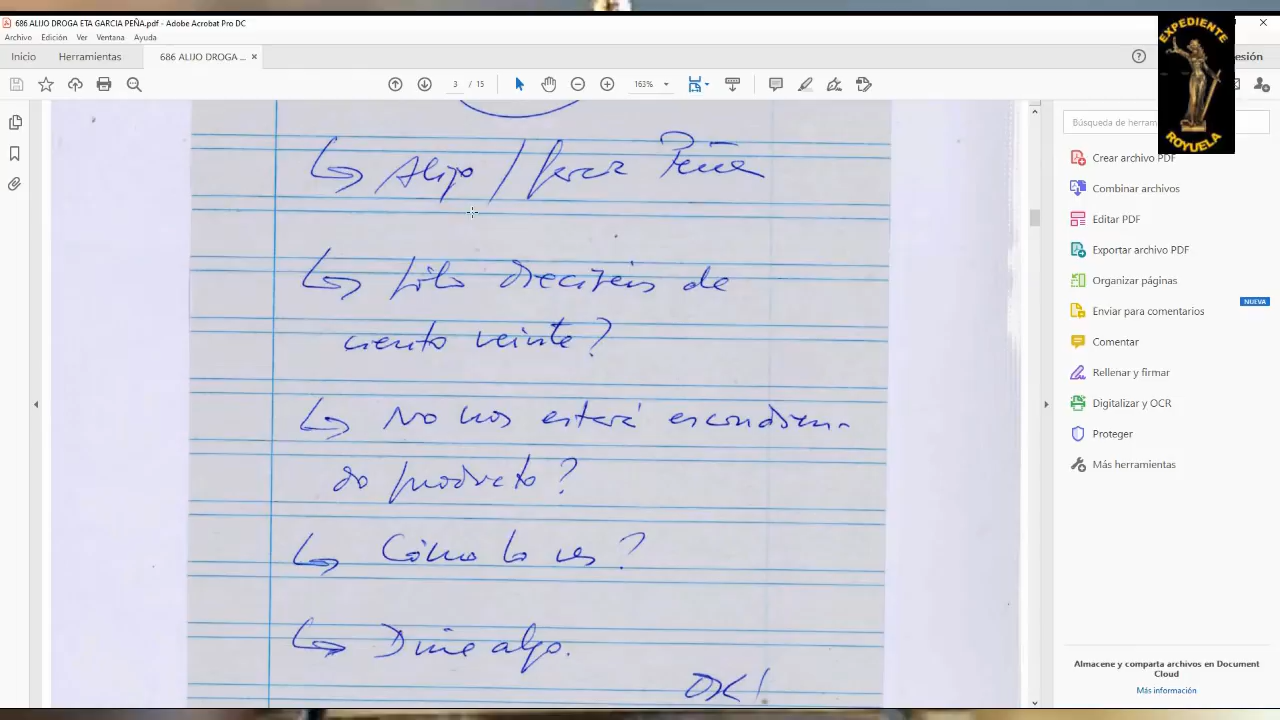 686 ALIJO DROGA ETA GARCIA PEÑA.pdf - Adobe Acrobat Pro DC
Archivo Edición Ver Ventana Ayuda
Inicio Herramientas 686 ALIJO DROGA ... ×
esión
3 / 15 163%
EXPEDIENTE
ROYUELA
Búsqueda de herram
Crear archivo PDF
Combinar archivos
Editar PDF
Exportar archivo PDF
Organizar páginas
NUEVA
Enviar para comentarios
Comentar
Rellenar y firmar
Digitalizar y OCR
Proteger
Más herramientas
Almacene y comparta archivos en Document
Cloud
Más información
Alijo / Peña
Sólo dieciséis de
ciento veinte?
No nos estará escondien-
do producto?
Cómo lo ves?
Dime algo.
OK!